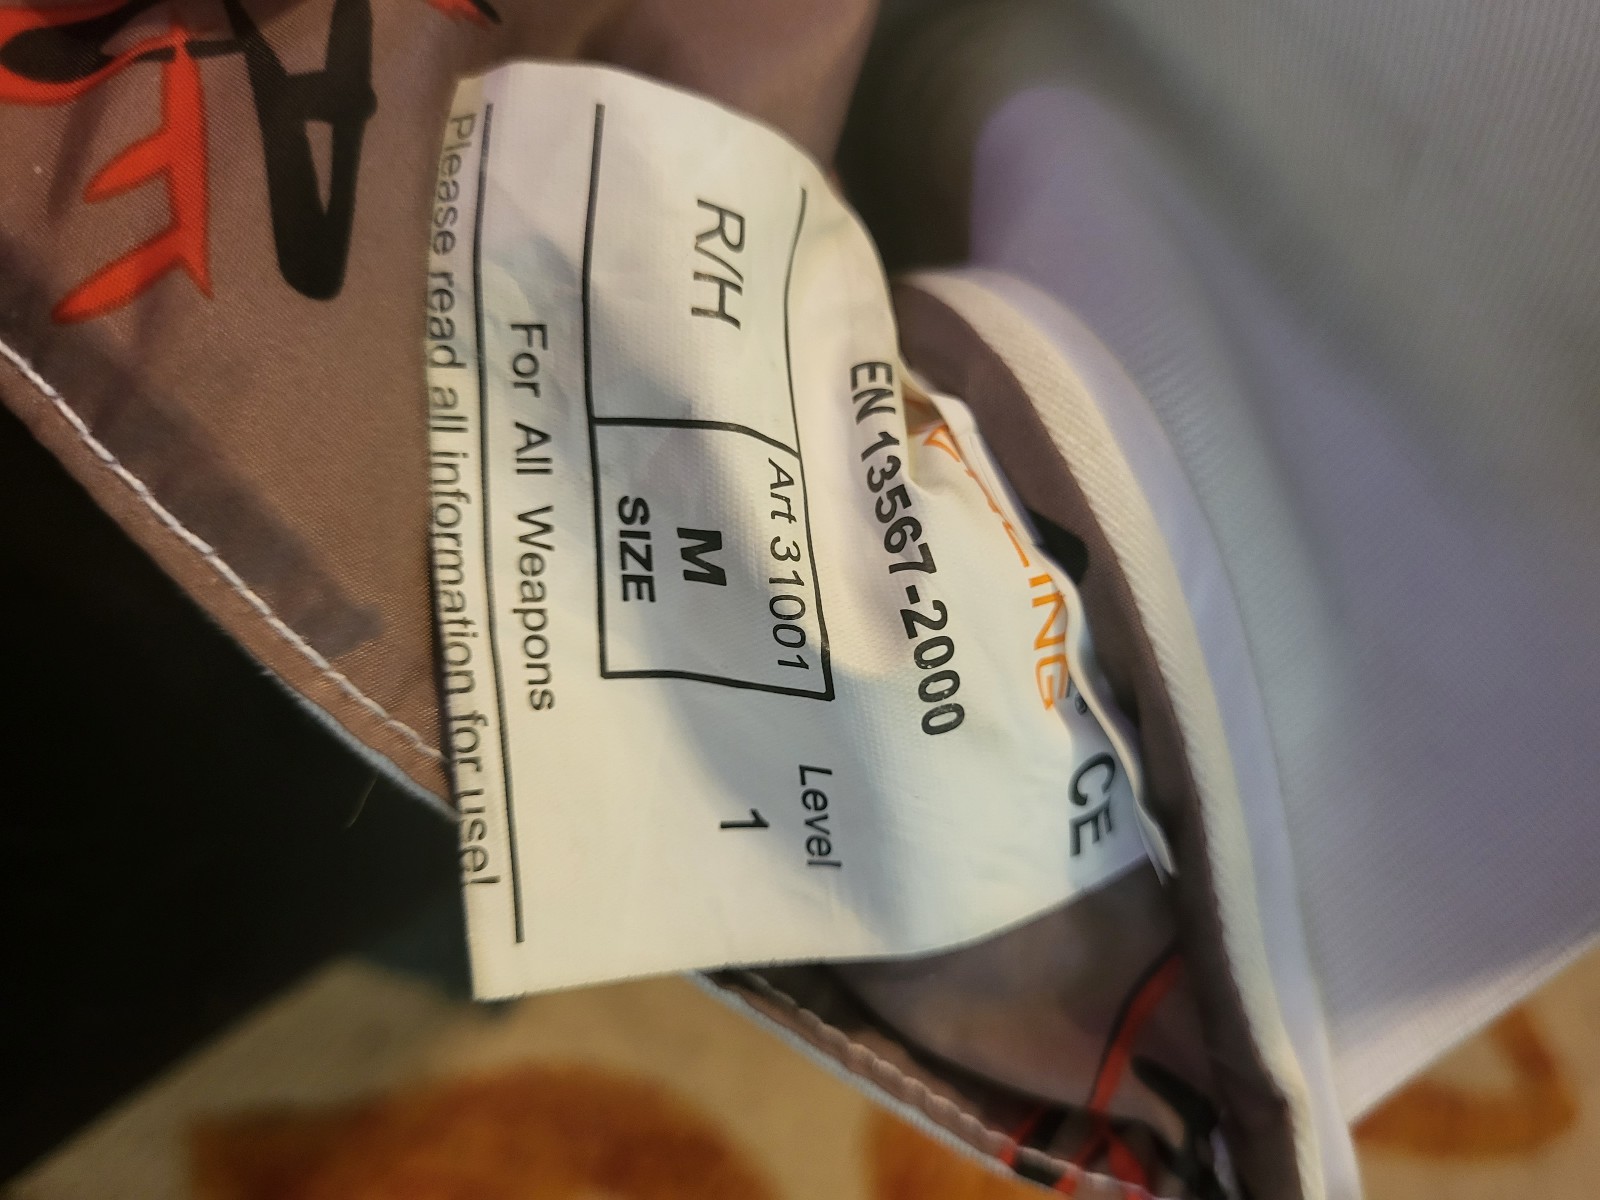 CE
EN 13567-2000
Art 31001
Level
R/H
M
1
SIZE
For All Weapons
Please read all information for use!